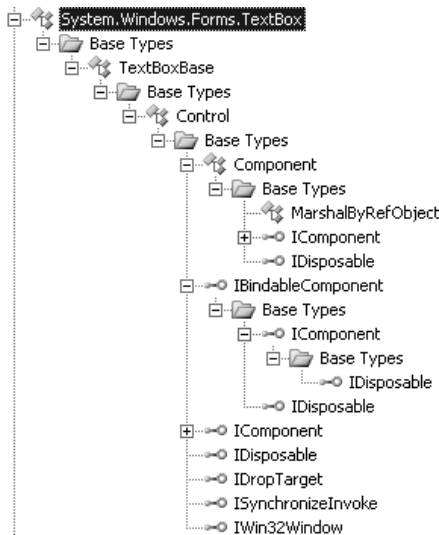 System.Windows.Forms.TextBox
Base Types
TextBoxBase
Base Types
Control
Base Types
Component
Base Types
MarshalByRefObject
IComponent
IDisposable
IBindableComponent
Base Types
IComponent
Base Types
IDisposable
IDisposable
IComponent
IDisposable
IDropTarget
ISynchronizeInvoke
IWin32Window